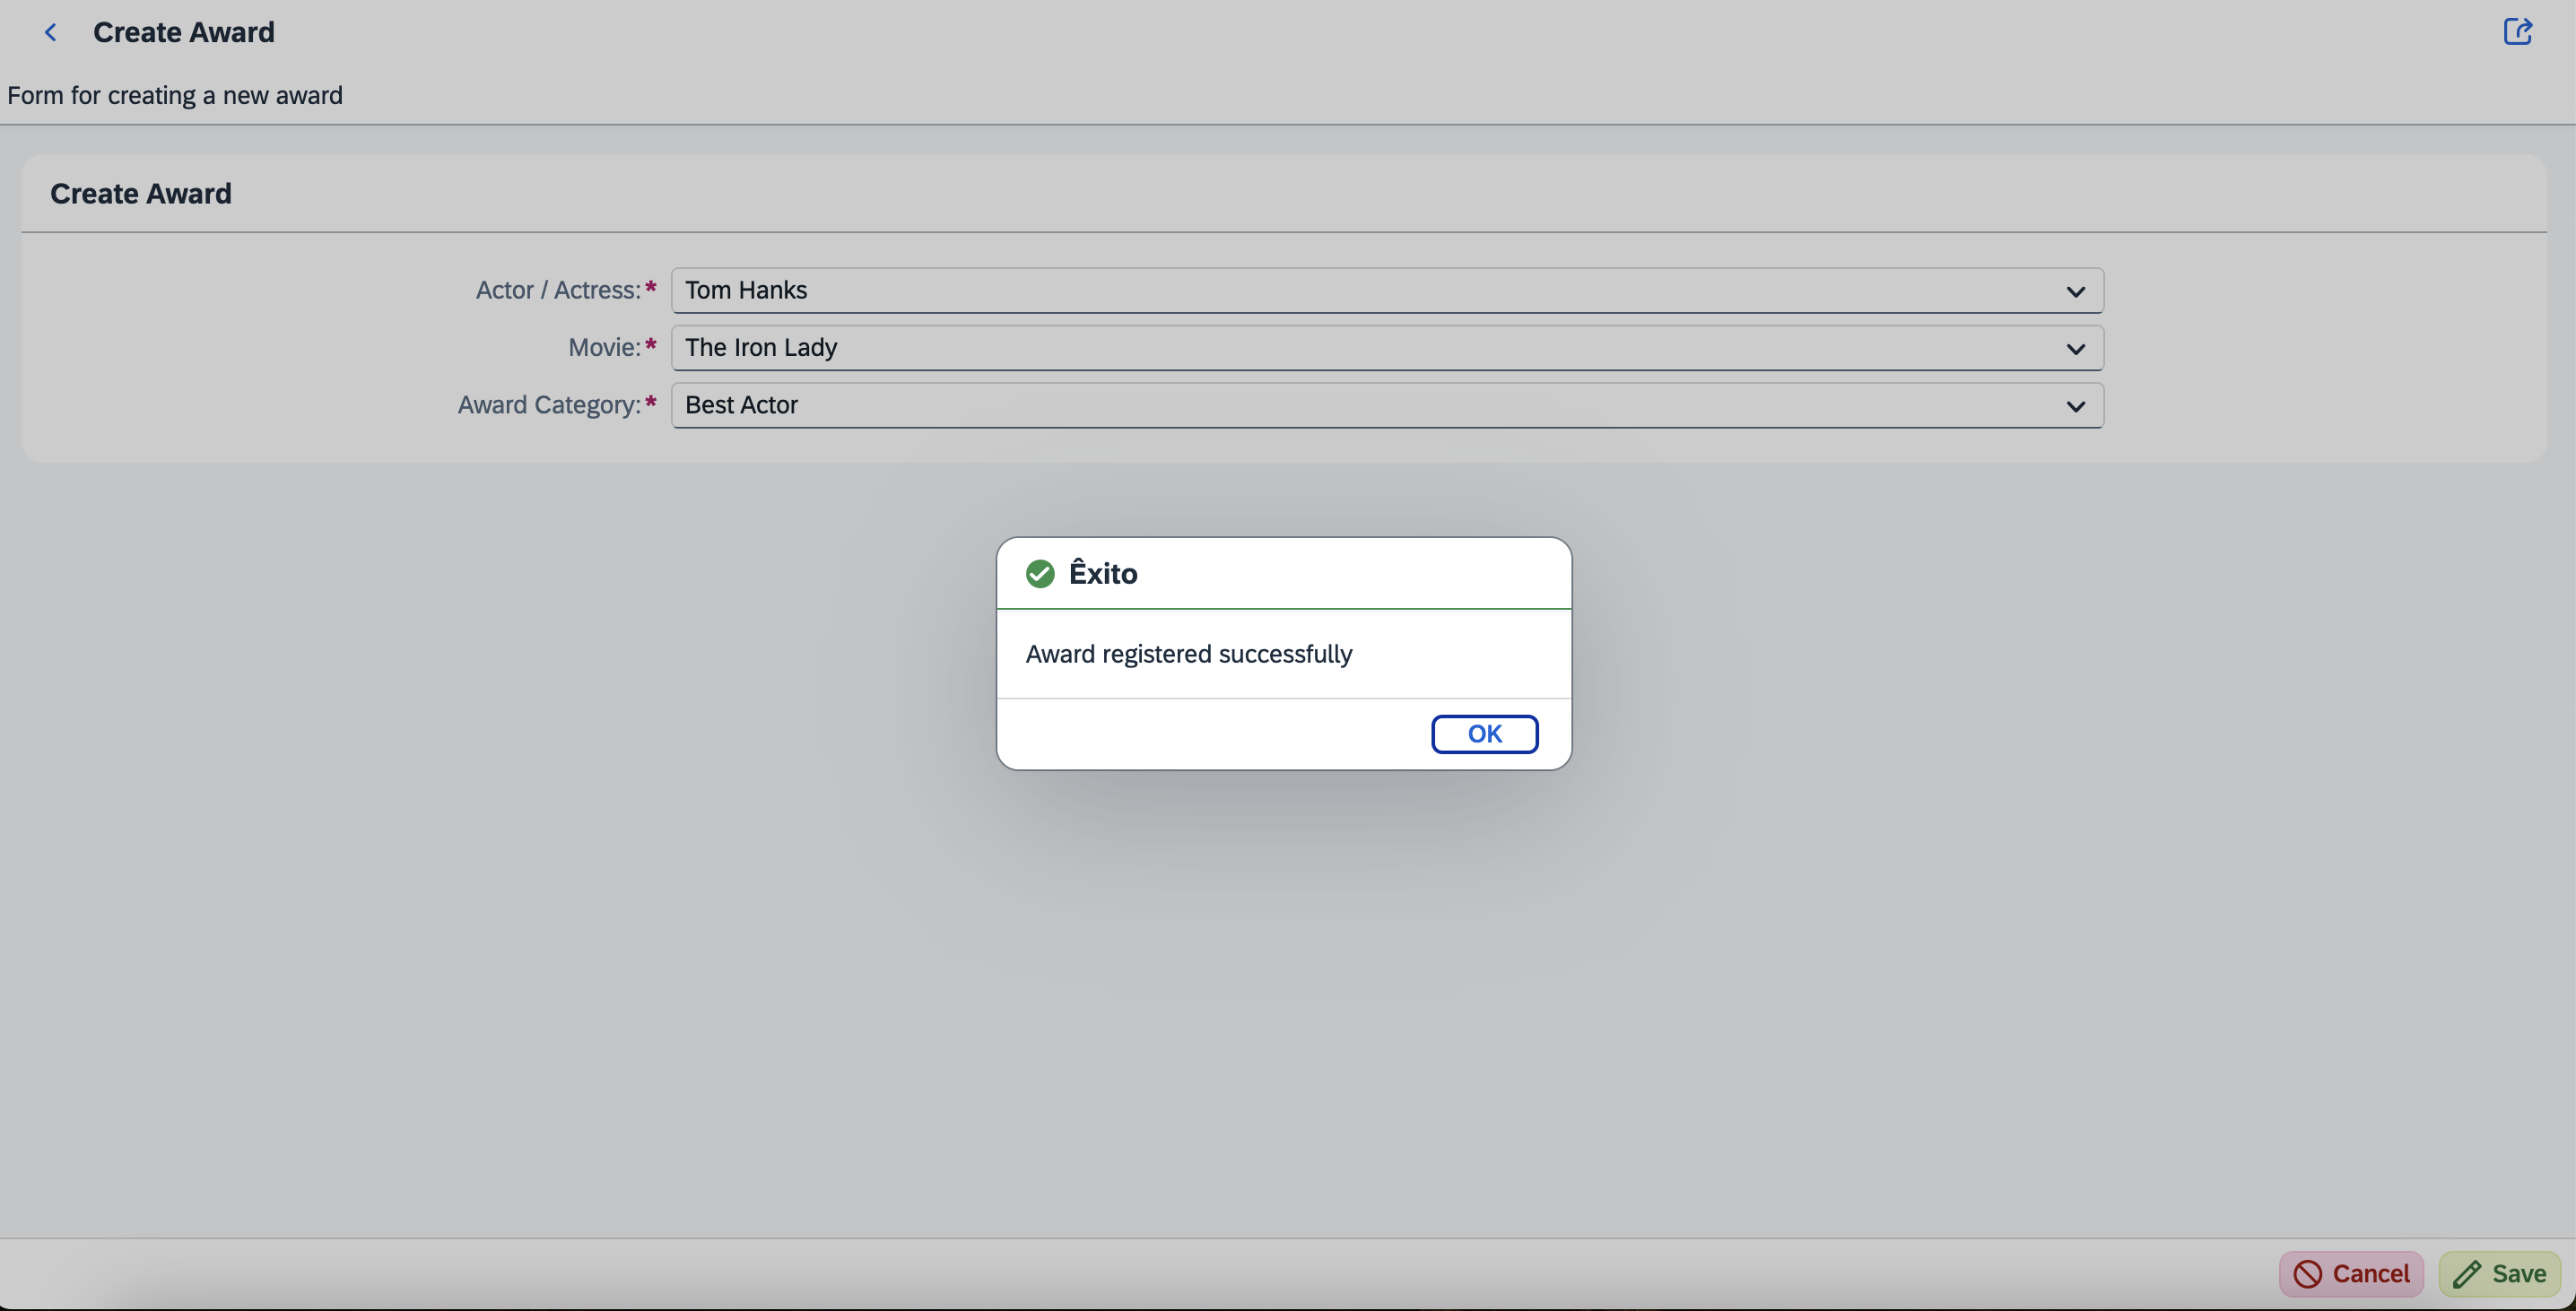 Create Award
Form for creating a new award
Create Award
Actor / Actress:* Tom Hanks
Movie:* The Iron Lady
Award Category:* Best Actor
Êxito
Award registered successfully
OK
Cancel Save